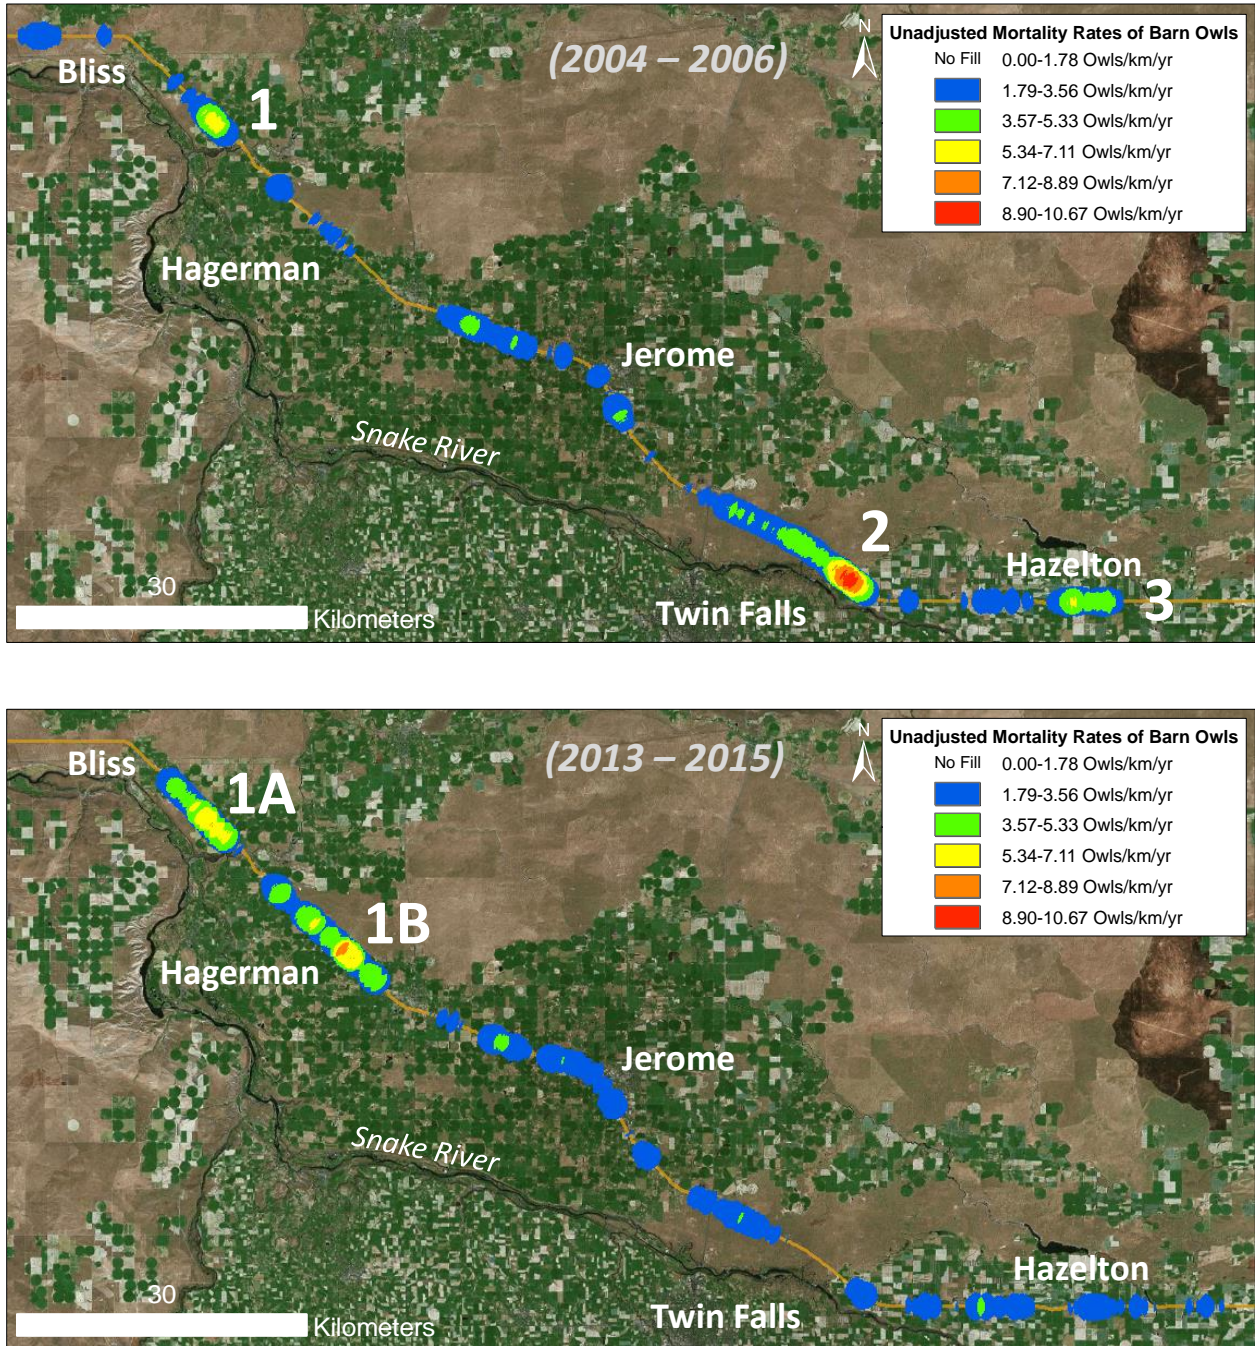 (2004 – 2006)
N
Unadjusted Mortality Rates of Barn Owls
No Fill 0.00-1.78 Owls/km/yr
1.79-3.56 Owls/km/yr
3.57-5.33 Owls/km/yr
5.34-7.11 Owls/km/yr
7.12-8.89 Owls/km/yr
8.90-10.67 Owls/km/yr
Bliss
1
Hagerman
Jerome
Snake River
2
Hazelton
3
Twin Falls
30
Kilometers
(2013 – 2015)
N
Unadjusted Mortality Rates of Barn Owls
No Fill 0.00-1.78 Owls/km/yr
1.79-3.56 Owls/km/yr
3.57-5.33 Owls/km/yr
5.34-7.11 Owls/km/yr
7.12-8.89 Owls/km/yr
8.90-10.67 Owls/km/yr
Bliss
1A
1B
Hagerman
Jerome
Snake River
Hazelton
Twin Falls
30
Kilometers